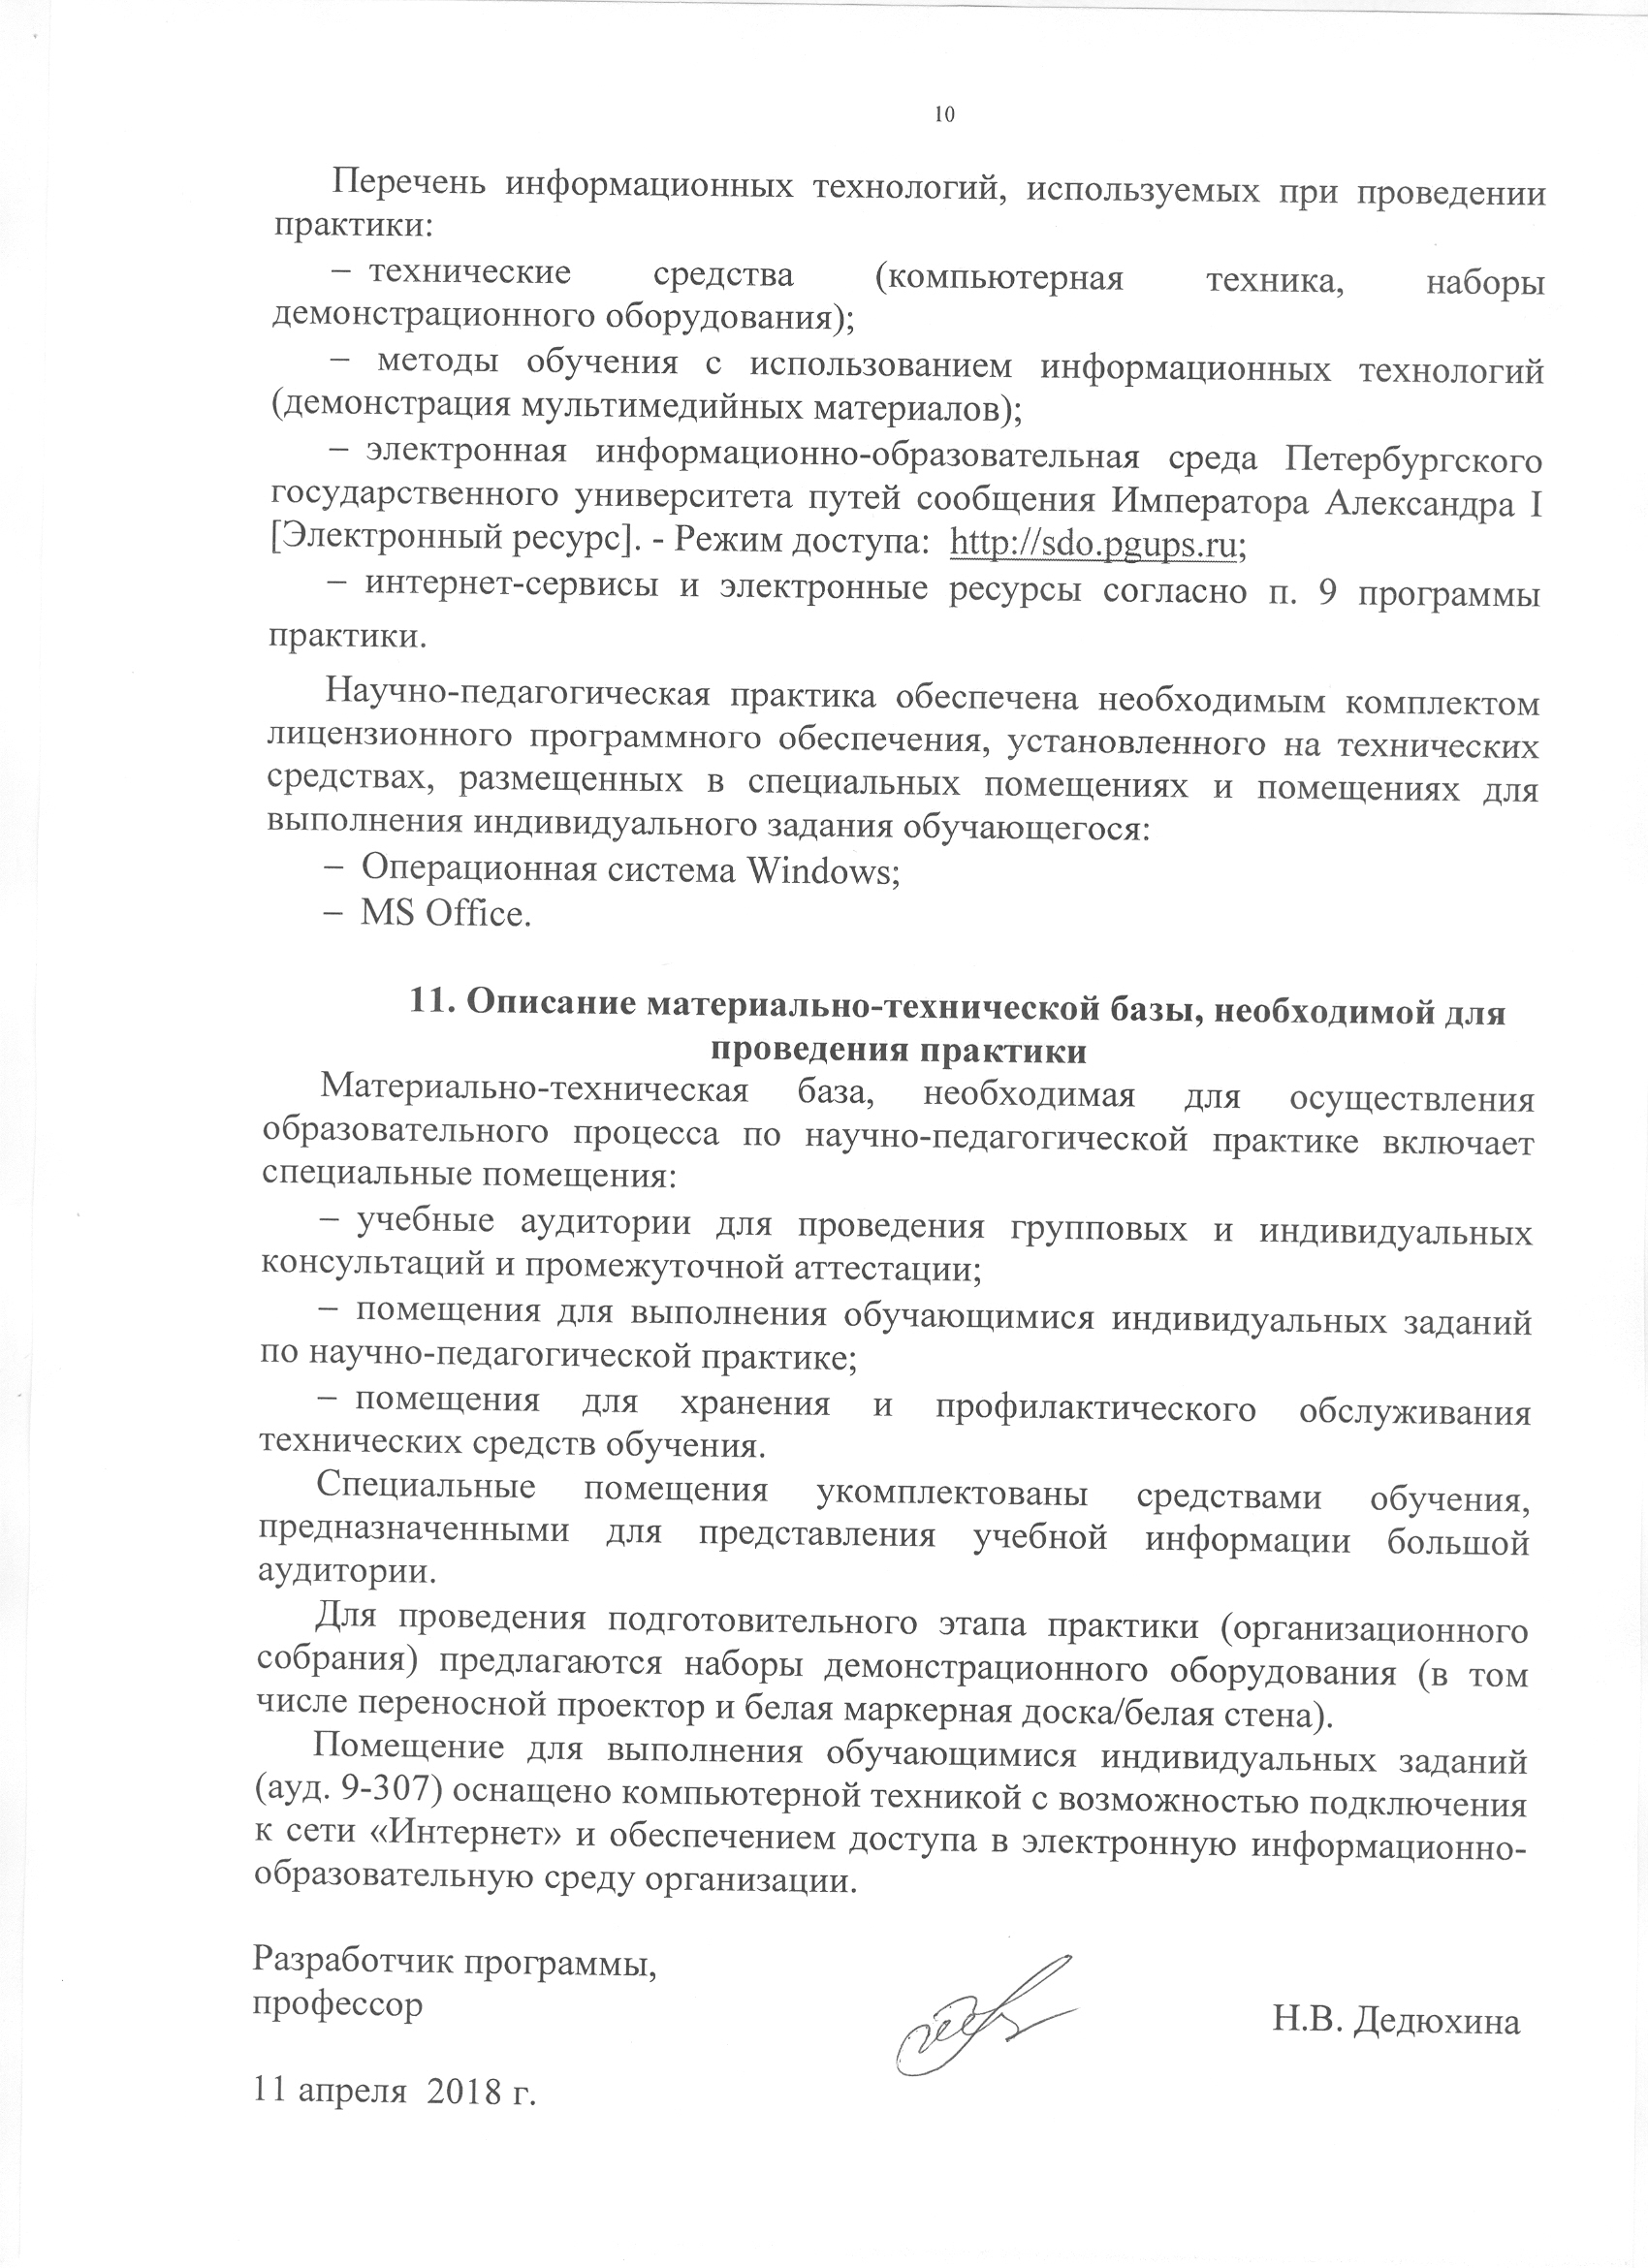 10
Перечень информационных технологий, используемых при проведении
практики:
– технические средства (компьютерная техника, наборы
демонстрационного оборудования);
– методы обучения с использованием информационных технологий
(демонстрация мультимедийных материалов);
– электронная информационно-образовательная среда Петербургского
государственного университета путей сообщения Императора Александра I
[Электронный ресурс]. - Режим доступа: http://sdo.pgups.ru;
– интернет-сервисы и электронные ресурсы согласно п. 9 программы
практики.
Научно-педагогическая практика обеспечена необходимым комплектом
лицензионного программного обеспечения, установленного на технических
средствах, размещенных в специальных помещениях и помещениях для
выполнения индивидуального задания обучающегося:
– Операционная система Windows;
– MS Office.
11. Описание материально-технической базы, необходимой для
проведения практики
Материально-техническая база, необходимая для осуществления
образовательного процесса по научно-педагогической практике включает
специальные помещения:
– учебные аудитории для проведения групповых и индивидуальных
консультаций и промежуточной аттестации;
– помещения для выполнения обучающимися индивидуальных заданий
по научно-педагогической практике;
– помещения для хранения и профилактического обслуживания
технических средств обучения.
Специальные помещения укомплектованы средствами обучения,
предназначенными для представления учебной информации большой
аудитории.
Для проведения подготовительного этапа практики (организационного
собрания) предлагаются наборы демонстрационного оборудования (в том
числе переносной проектор и белая маркерная доска/белая стена).
Помещение для выполнения обучающимися индивидуальных заданий
(ауд. 9-307) оснащено компьютерной техникой с возможностью подключения
к сети «Интернет» и обеспечением доступа в электронную информационно-
образовательную среду организации.
Разработчик программы,
профессор
Н.В. Дедюхина
11 апреля 2018 г.